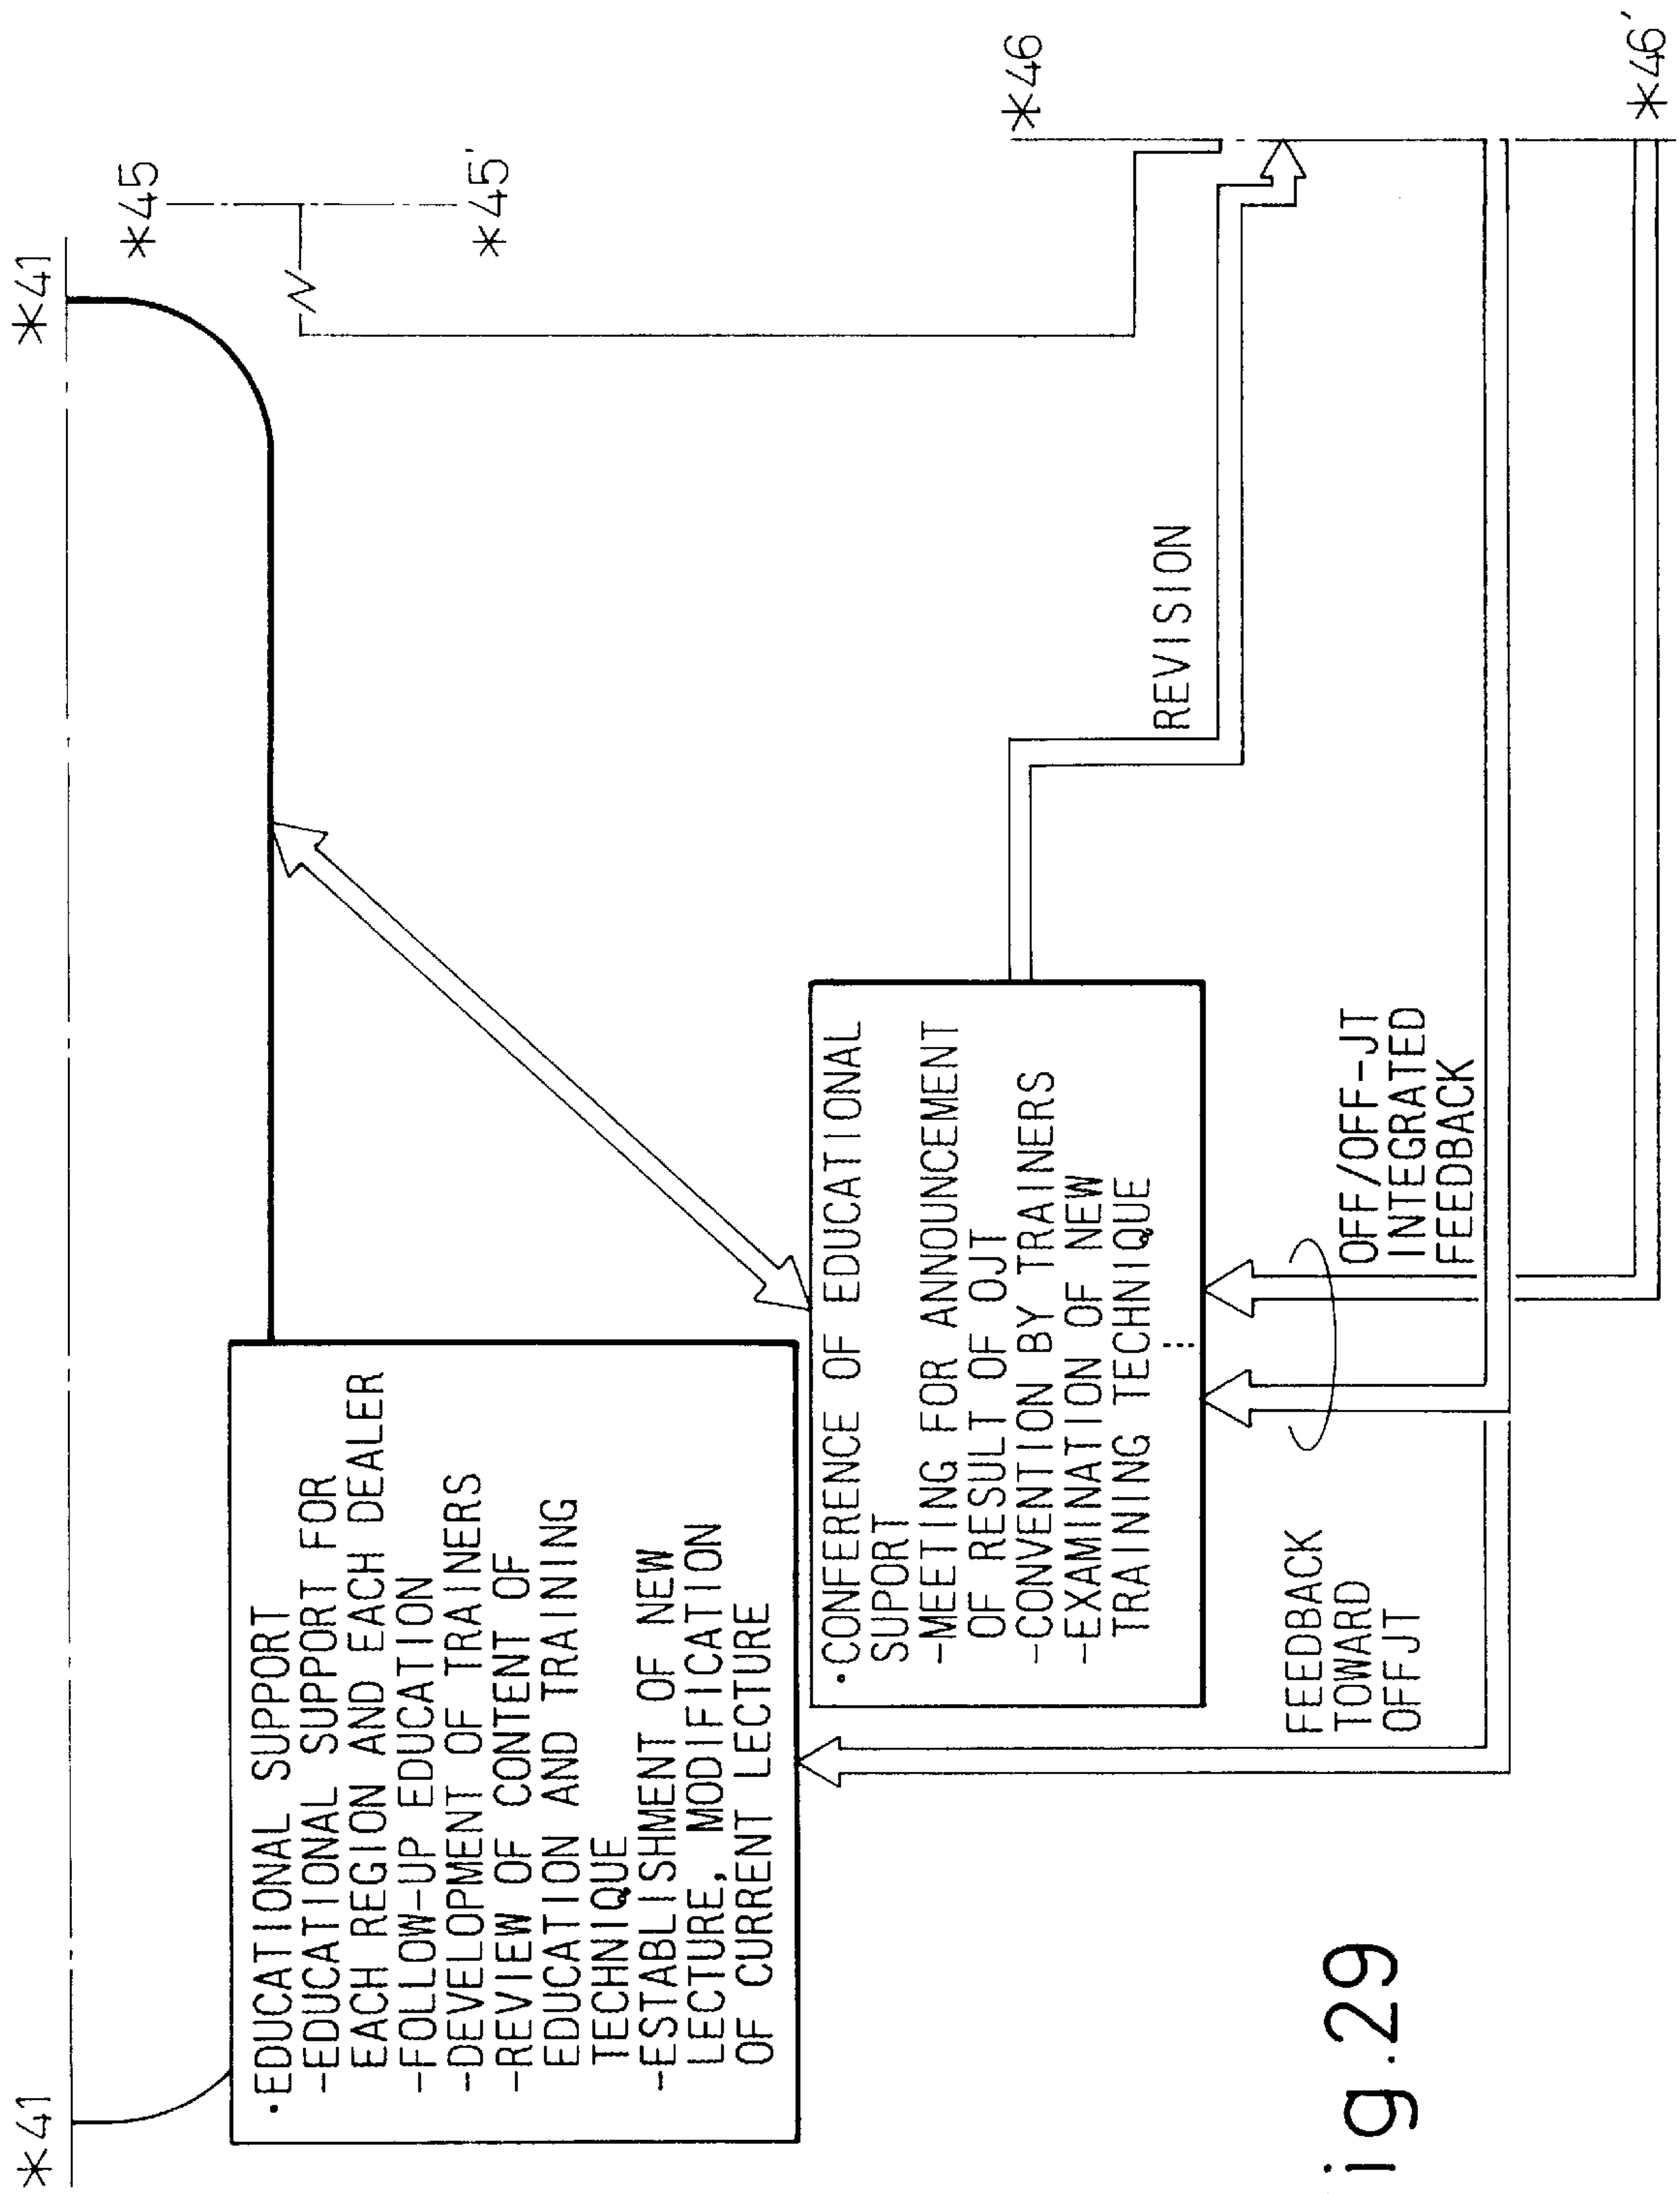 *41
*41
*45
*45'
· EDUCATIONAL SUPPORT
-EDUCATIONAL SUPPORT FOR
EACH REGION AND EACH DEALER
-FOLLOW-UP EDUCATION
-DEVELOPMENT OF TRAINERS
-REVIEW OF CONTENT OF
EDUCATION AND TRAINING
TECHNIQUE
-ESTABLISHMENT OF NEW
LECTURE, MODIFICATION
OF CURRENT LECTURE
· CONFERENCE OF EDUCATIONAL
SUPORT
-MEETING FOR ANNOUNCEMENT
OF RESULT OF OJT
-CONVENTION BY TRAINERS
-EXAMINATION OF NEW
TRAINING TECHNIQUE
⋮
*46
REVISION
FEEDBACK
TOWARD
OFFJT
OFF/OFF-JT
INTEGRATED
FEEDBACK
*46'
ig.29